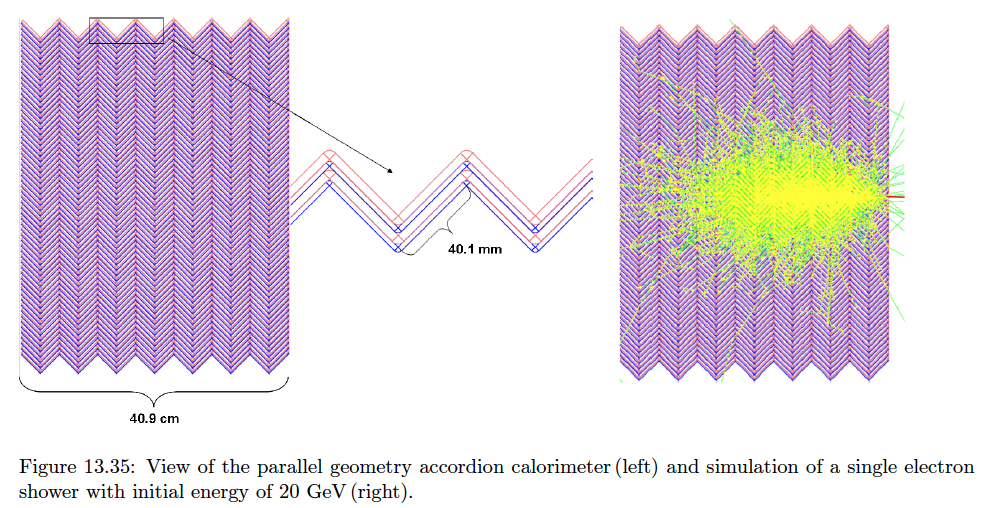 40.1 mm
40.9 cm
Figure 13.35: View of the parallel geometry accordion calorimeter (left) and simulation of a single electron
shower with initial energy of 20 GeV (right).